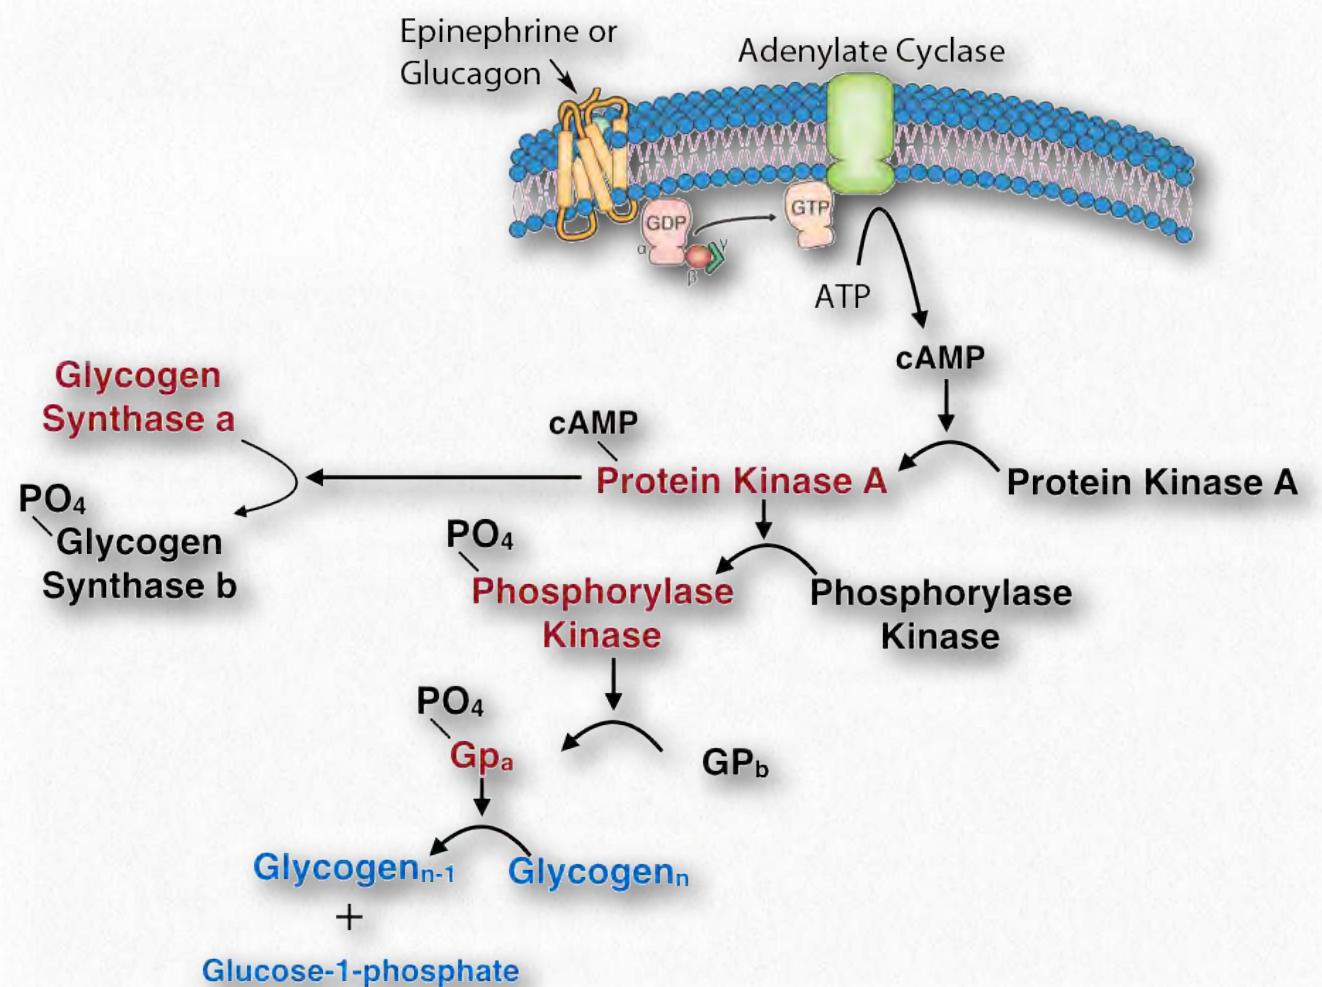 Epinephrine or
Glucagon
Adenylate Cyclase
GDP
GTP
α
β
γ
ATP
cAMP
Glycogen
Synthase a
cAMP
Protein Kinase A
Protein Kinase A
PO4
Glycogen
Synthase b
PO4
Phosphorylase
Kinase
Phosphorylase
Kinase
PO4
Gpa
GPb
Glycogenn-1
Glycogenn
+
Glucose-1-phosphate